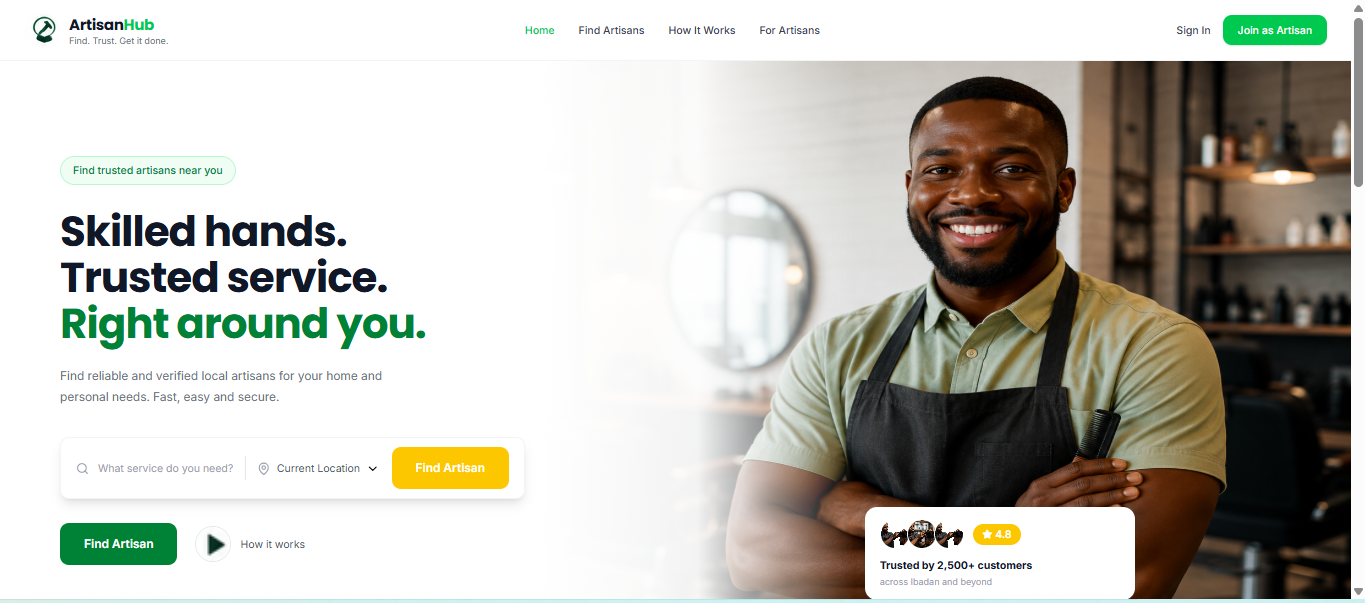 ArtisanHub
Find. Trust. Get it done.
Home
Find Artisans
How It Works
For Artisans
Sign In
Join as Artisan
Find trusted artisans near you
Skilled hands.
Trusted service.
Right around you.
Find reliable and verified local artisans for your home and
personal needs. Fast, easy and secure.
What service do you need?
Current Location
Find Artisan
Find Artisan
How it works
4.8
Trusted by 2,500+ customers
across Ibadan and beyond